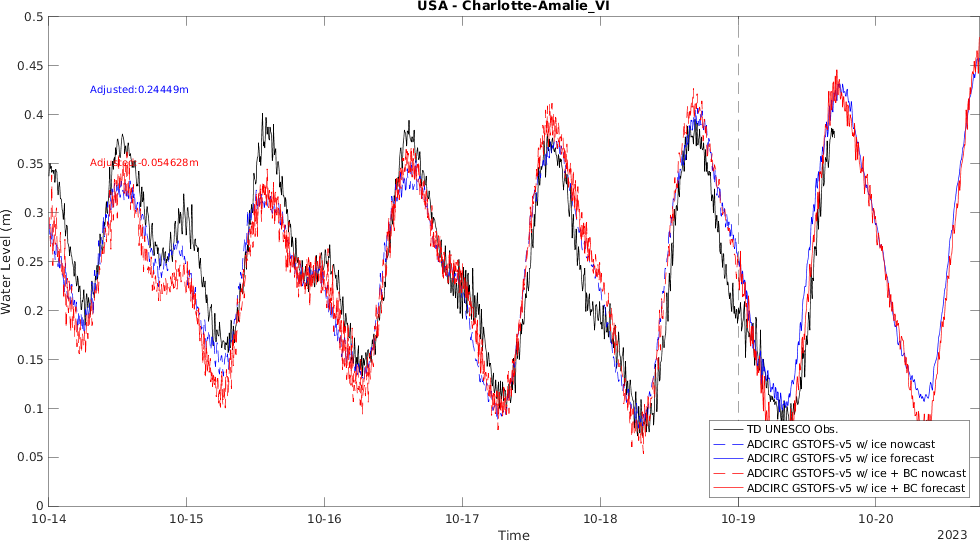 USA - Charlotte-Amalie_VI
0.5
0.45
0.4
0.35
0.3
0.25
0.2
0.15
0.1
0.05
0
Water Level (m)
Adjusted:0.24449m
Adjusted:-0.054628m
TD UNESCO Obs.
ADCIRC GSTOFS-v5 w/ ice nowcast
ADCIRC GSTOFS-v5 w/ ice forecast
ADCIRC GSTOFS-v5 w/ ice + BC nowcast
ADCIRC GSTOFS-v5 w/ ice + BC forecast
10-14 10-15 10-16 10-17 10-18 10-19 10-20
Time
2023